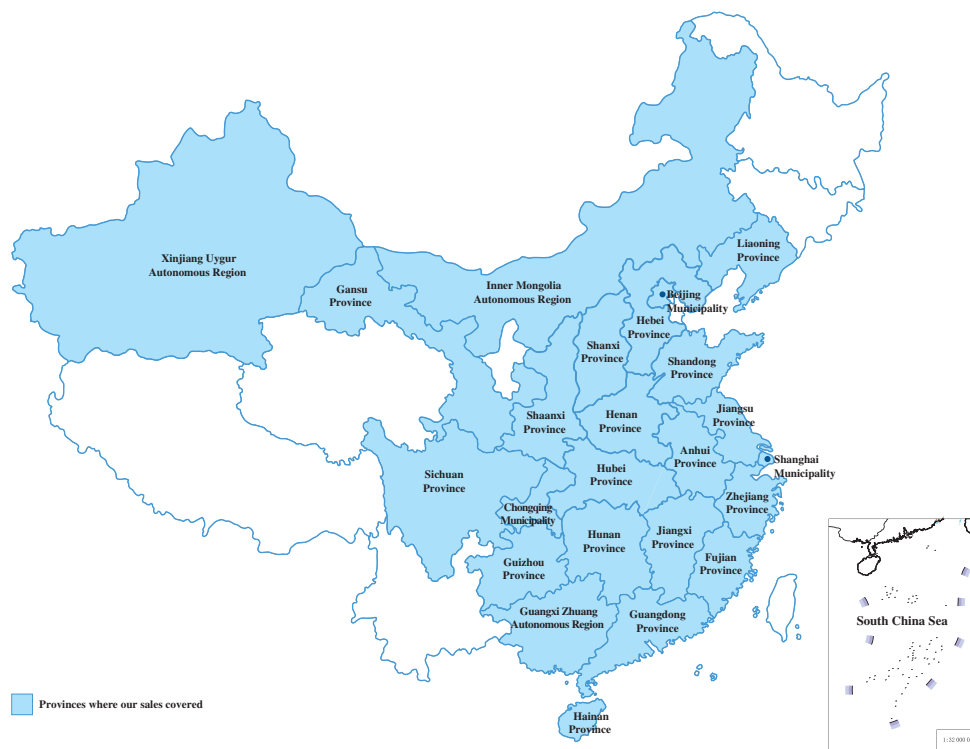 Liaoning
Province
Xinjiang Uygur
Autonomous Region
Gansu
Province
Inner Mongolia
Autonomous Region
Beijing
Municipality
Hebei
Province
Shanxi
Province
Shandong
Province
Shaanxi
Province
Henan
Province
Jiangsu
Province
Anhui
Province
Shanghai
Municipality
Sichuan
Province
Hubei
Province
Zhejiang
Province
Chongqing
Municipality
Hunan
Province
Jiangxi
Province
Fujian
Province
Guizhou
Province
Guangxi Zhuang
Autonomous Region
Guangdong
Province
South China Sea
Hainan
Province
Provinces where our sales covered